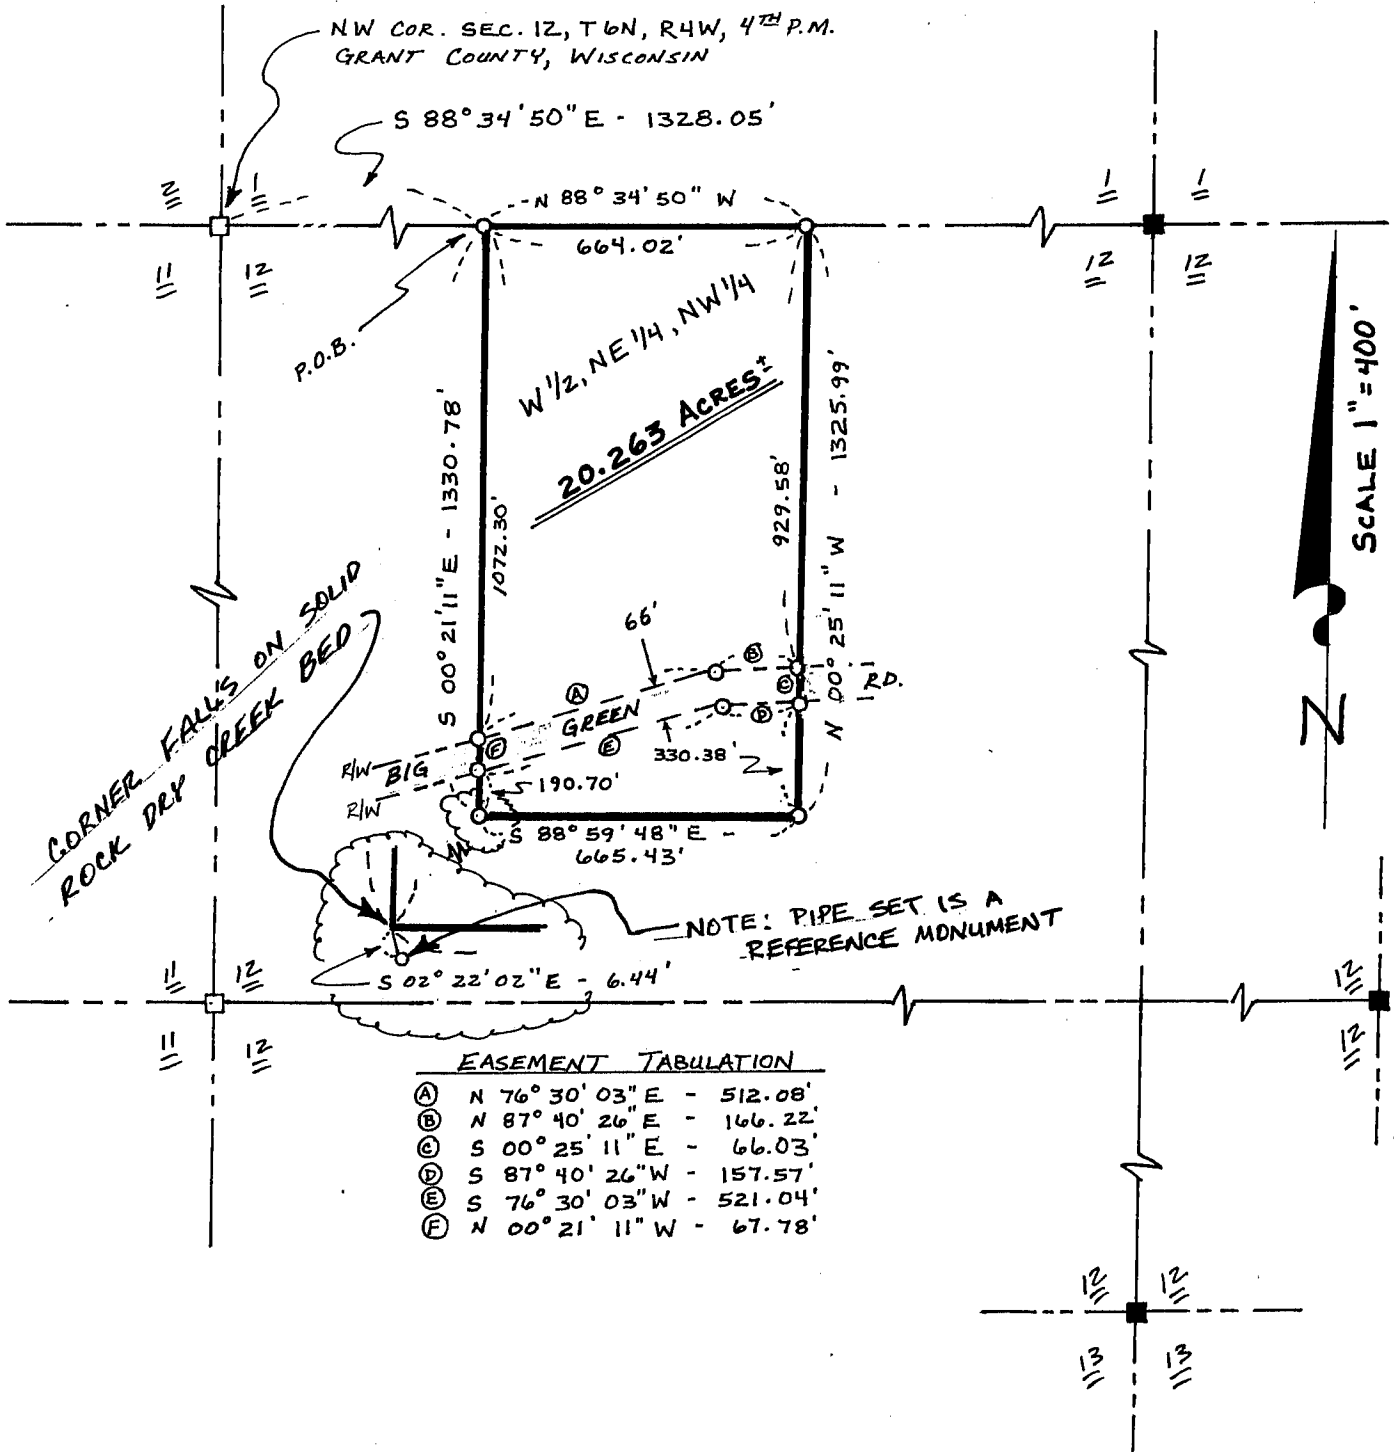 NW COR. SEC. 12, T6N, R4W, 4TH P.M.
GRANT COUNTY, WISCONSIN
S 88° 34' 50" E - 1328.05'
2 1
1 1
N 88° 34' 50" W
664.02'
11 12
12 12
P.O.B.
W 1/2, NE 1/4, NW 1/4
20.263 ACRES±
S 00° 21' 11" E - 1330.78'
1072.30'
929.58'
N 00° 25' 11" W - 1325.99'
SCALE 1" = 400'
N
CORNER FALLS ON SOLID
ROCK DRY CREEK BED
66'
A
B
C
D
E
F
R/W
R/W
BIG
GREEN
RD.
330.38'
190.70'
S 88° 59' 48" E -
665.43'
NOTE: PIPE SET IS A
REFERENCE MONUMENT
S 02° 22' 02" E - 6.44'
11 12
11 12
12
12
EASEMENT TABULATION
A N 76° 30' 03" E - 512.08'
B N 87° 40' 26" E - 166.22'
C S 00° 25' 11" E - 66.03'
D S 87° 40' 26" W - 157.57'
E S 76° 30' 03" W - 521.04'
F N 00° 21' 11" W - 67.78'
12 12
13 13